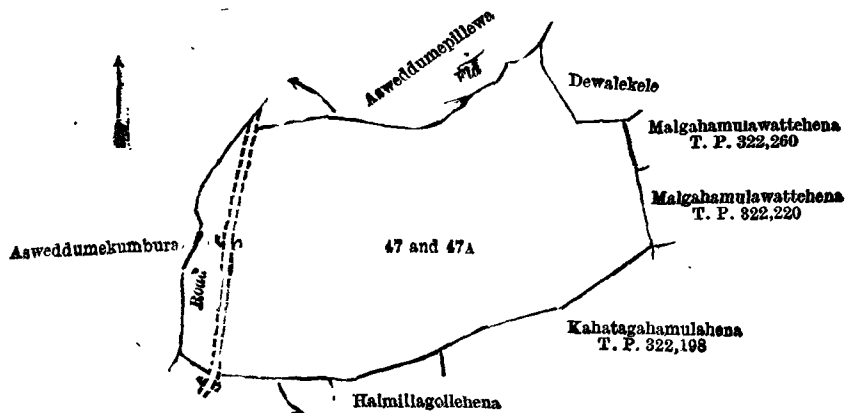 Asweddumepillewa
Dewalekele
Malgahamulawattehena
T. P. 322,260
Malgahamulawattehena
T. P. 322,220
Asweddumekumbura
47 and 47A
Road
Kahatagahamulahena
T. P. 322,198
Halmillagollehena